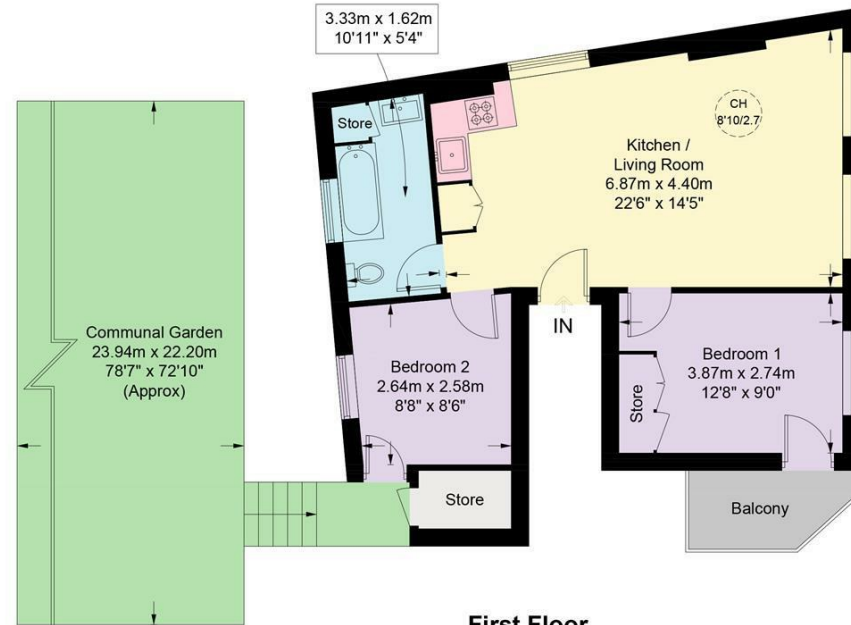 3.33m x 1.62m
10'11" x 5'4"
Store
CH
8'10/2.7
Kitchen /
Living Room
6.87m x 4.40m
22'6" x 14'5"
Communal Garden
23.94m x 22.20m
78'7" x 72'10"
(Approx)
IN
Bedroom 2
2.64m x 2.58m
8'8" x 8'6"
Bedroom 1
3.87m x 2.74m
12'8" x 9'0"
Store
Store
Balcony
First Floor